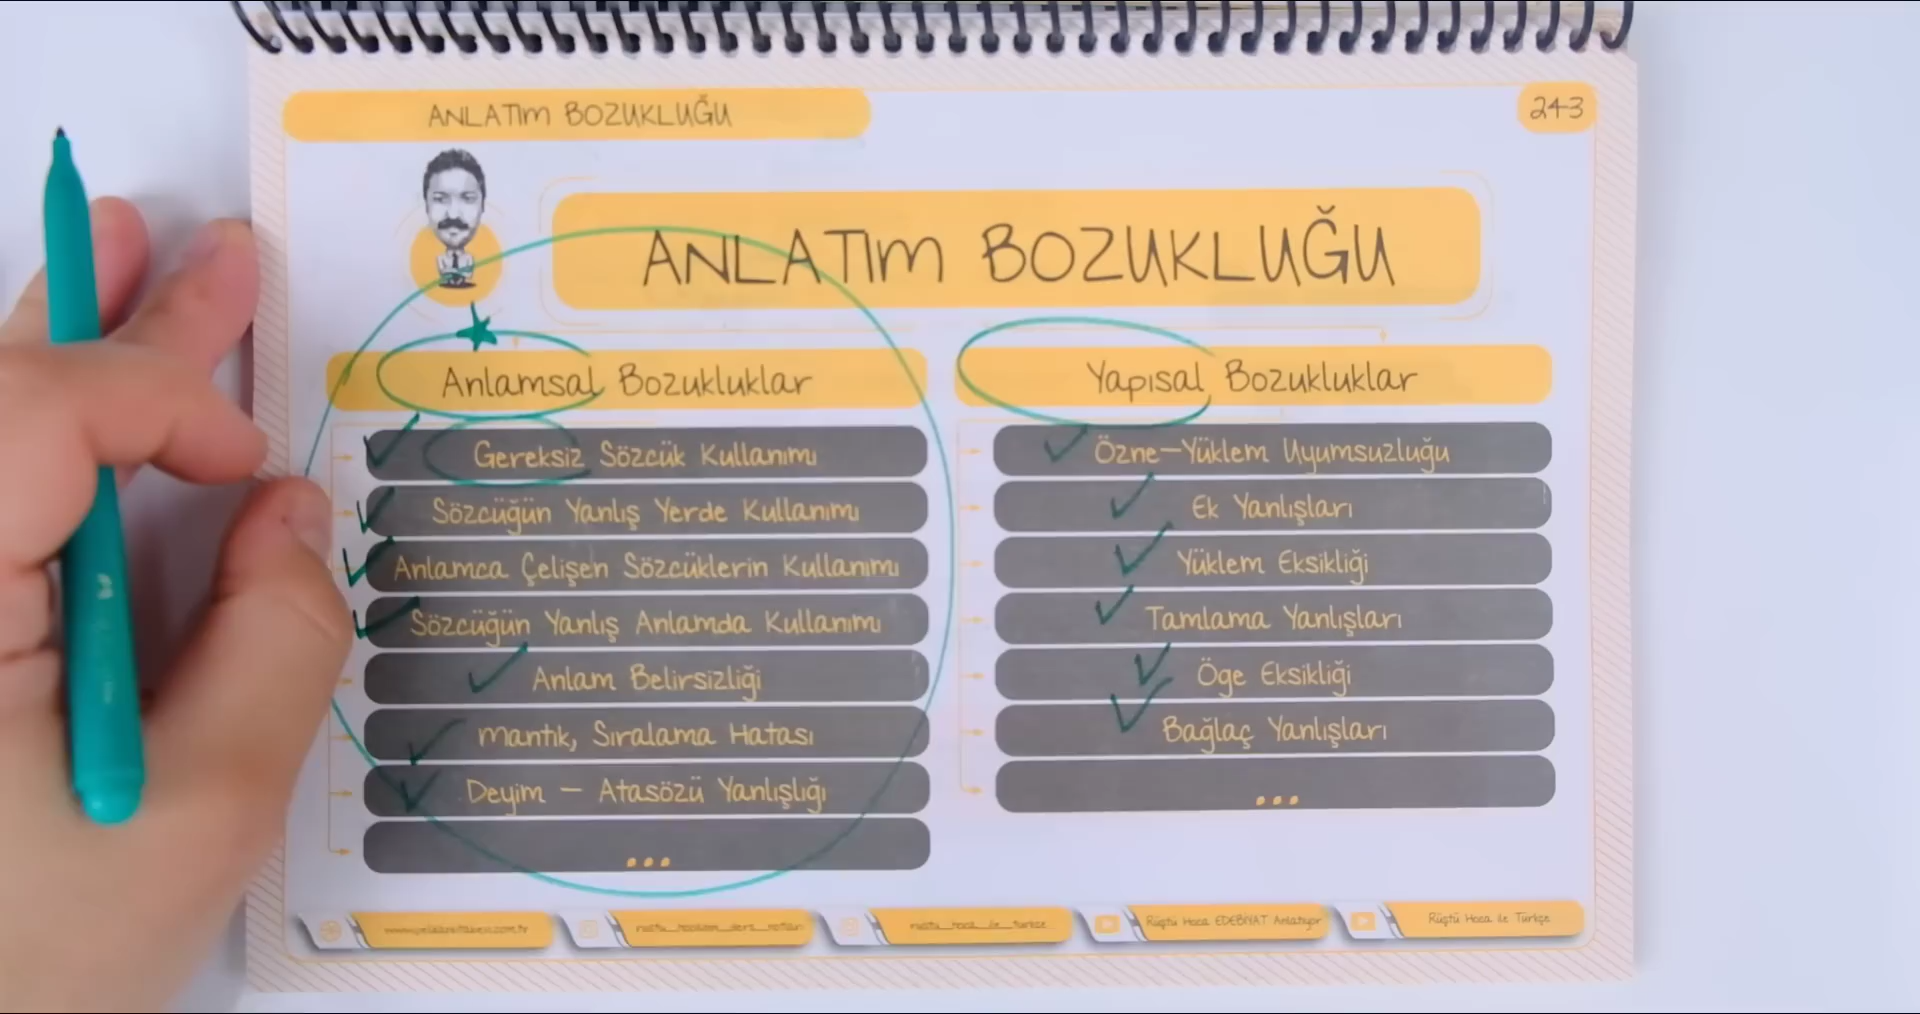 ANLATIM BOZUKLUĞU
243
ANLATIM BOZUKLUĞU
Anlamsal Bozukluklar
Gereksiz Sözcük Kullanımı
Sözcüğün Yanlış Yerde Kullanımı
Anlamca Çelişen Sözcüklerin Kullanımı
Sözcüğün Yanlış Anlamda Kullanımı
Anlam Belirsizliği
Mantık, Sıralama Hatası
Deyim – Atasözü Yanlışlığı
...
Yapısal Bozukluklar
Özne–Yüklem Uyumsuzluğu
Ek Yanlışları
Yüklem Eksikliği
Tamlama Yanlışları
Öge Eksikliği
Bağlaç Yanlışları
...
rustu_hoca_ile_turkce
Rüştü Hoca EDEBİYAT Anlatıyor
Rüştü Hoca ile Türkçe